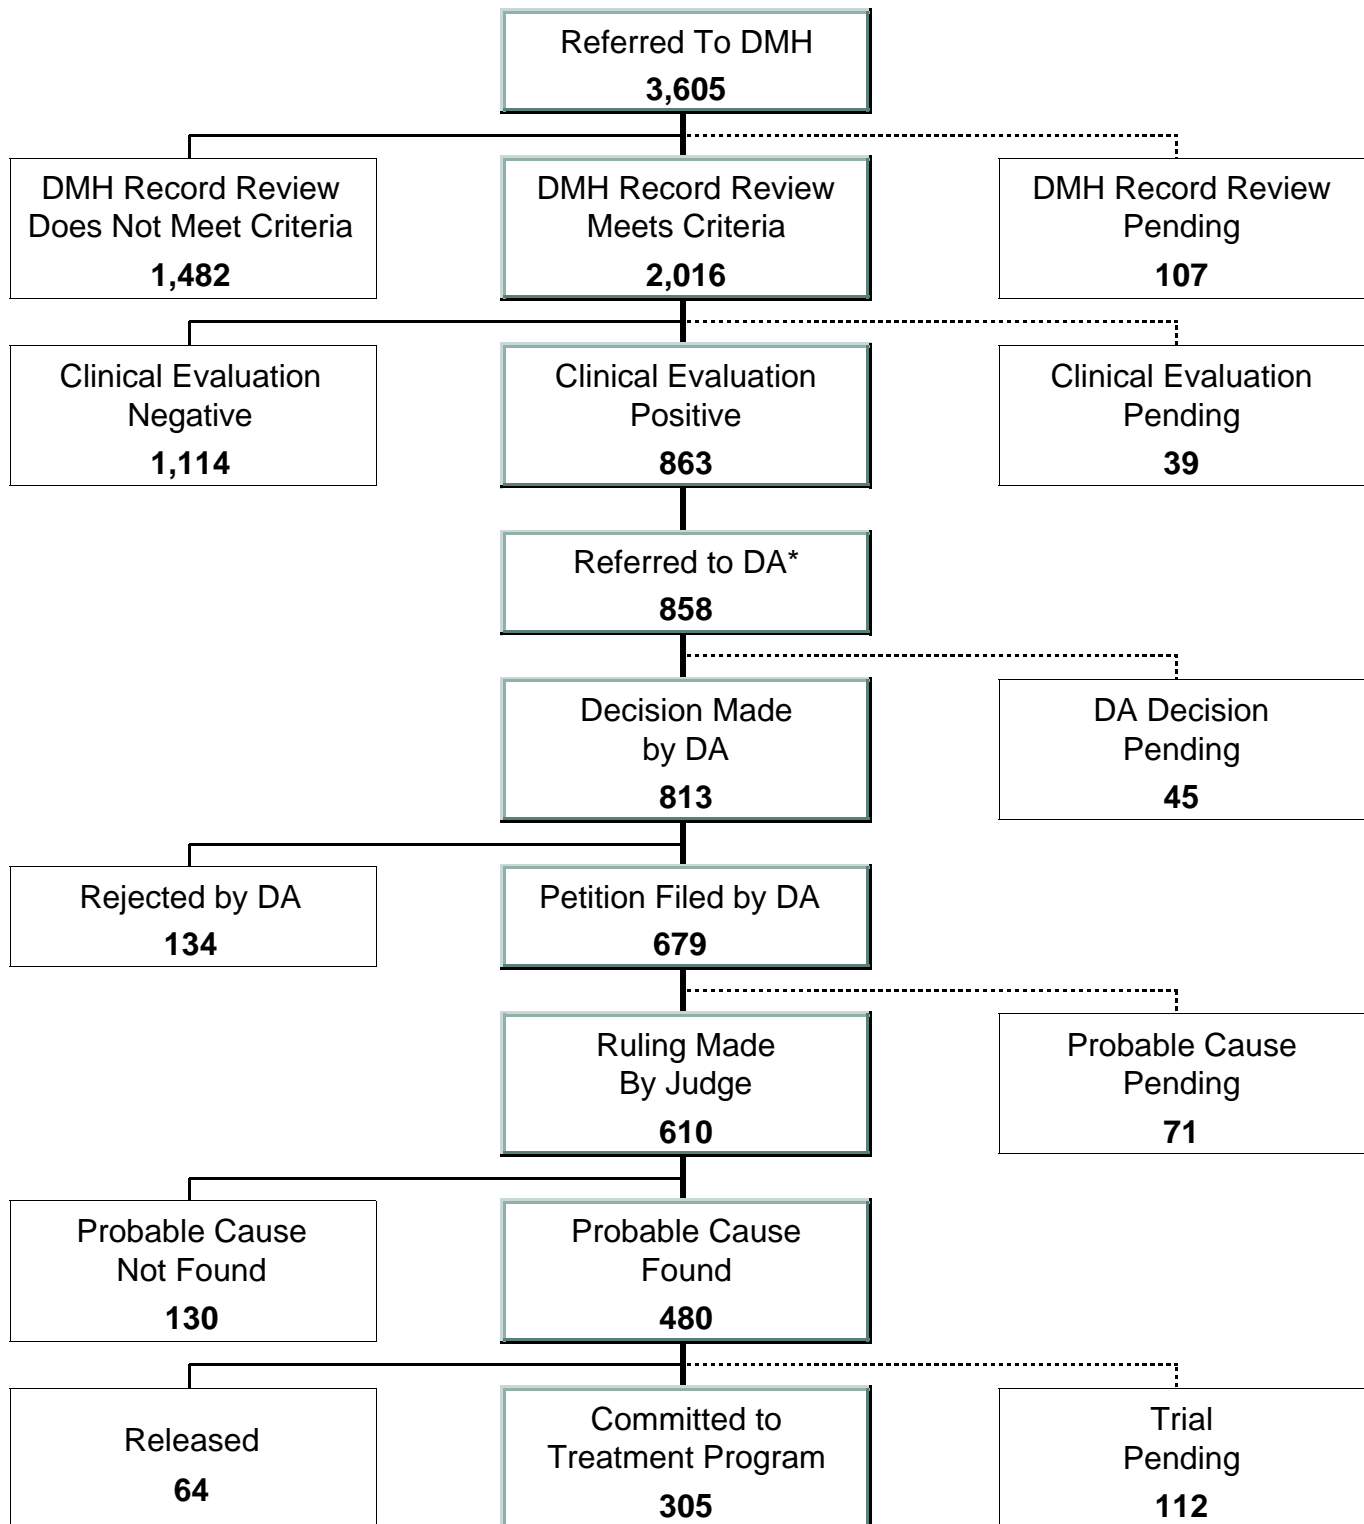 Referred To DMH
3,605
DMH Record Review
Does Not Meet Criteria
1,482
DMH Record Review
Meets Criteria
2,016
DMH Record Review
Pending
107
Clinical Evaluation
Negative
1,114
Clinical Evaluation
Positive
863
Clinical Evaluation
Pending
39
Referred to DA*
858
Decision Made
by DA
813
DA Decision
Pending
45
Rejected by DA
134
Petition Filed by DA
679
Ruling Made
By Judge
610
Probable Cause
Pending
71
Probable Cause
Not Found
130
Probable Cause
Found
480
Released
64
Committed to
Treatment Program
305
Trial
Pending
112